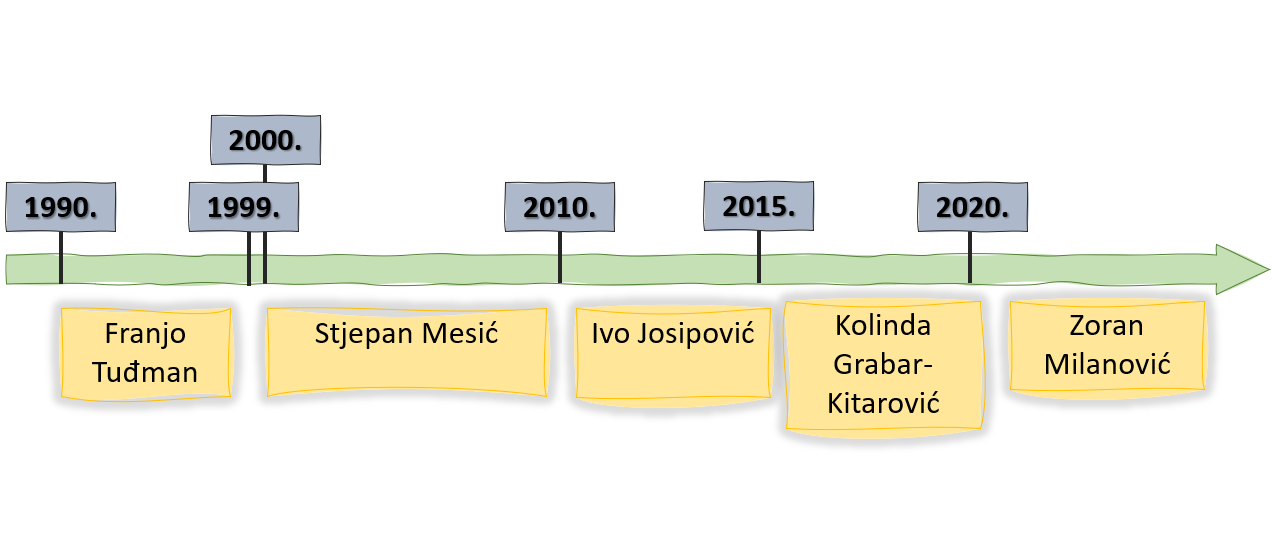 2000.
1990.
1999.
2010.
2015.
2020.
Franjo
Tuđman
Stjepan Mesić
Ivo Josipović
Kolinda
Grabar-
Kitarović
Zoran
Milanović